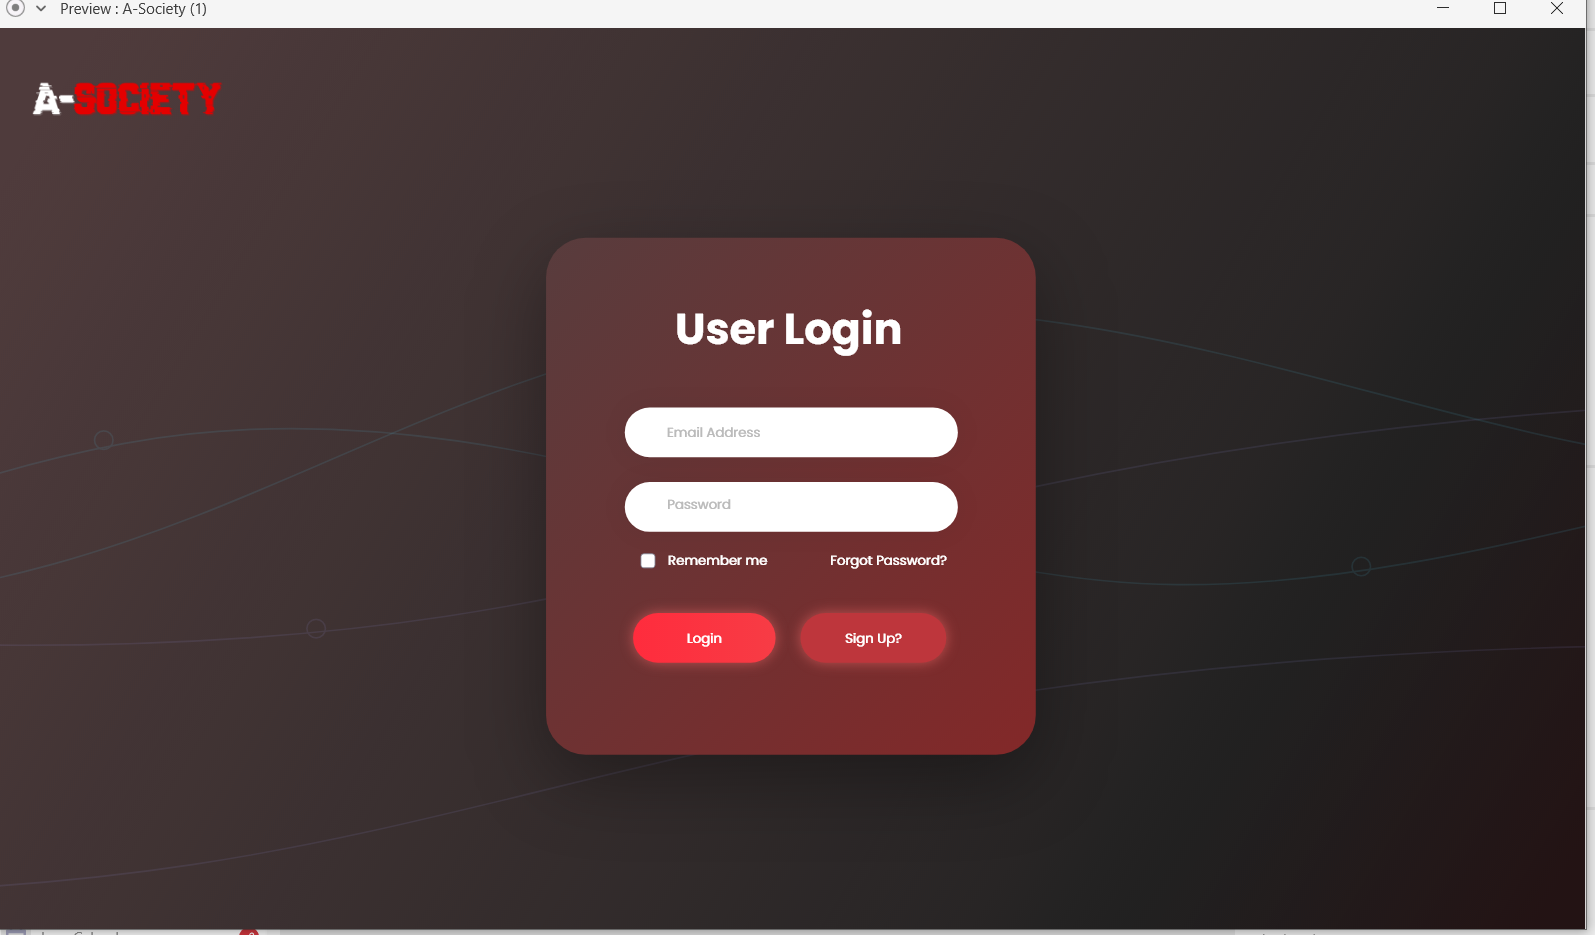 Preview : A-Society (1)
A-SOCiETY
User Login
Email Address
Password
Remember me
Forgot Password?
Login
Sign Up?